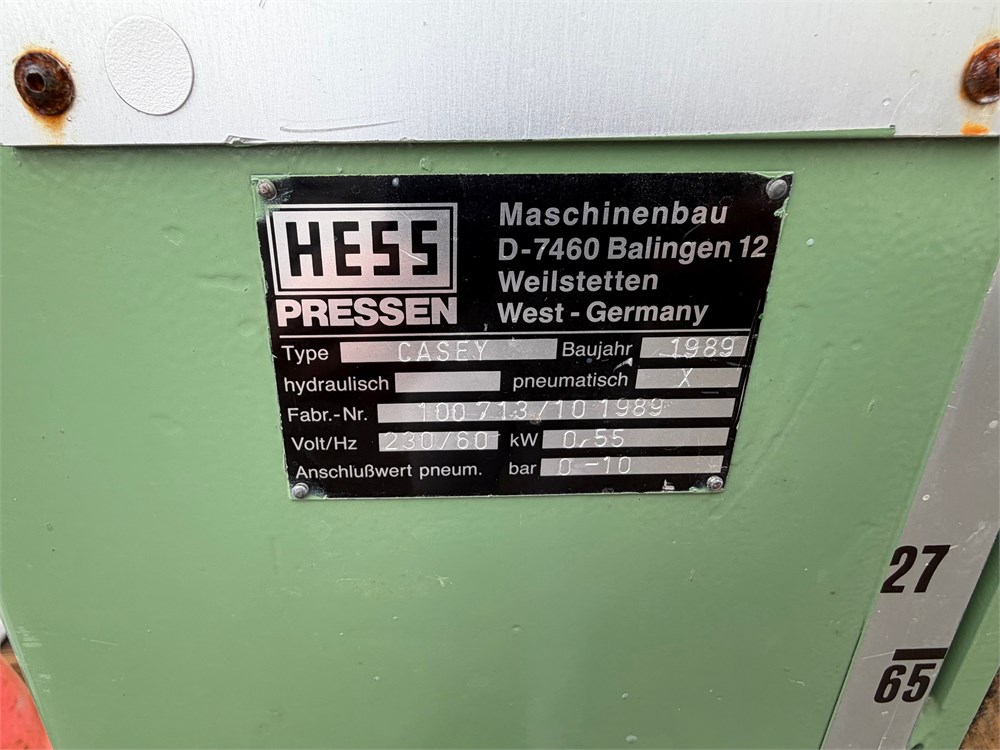 HESS
PRESSEN
Maschinenbau
D-7460 Balingen 12
Weilstetten
West - Germany
Type CASEY Baujahr 1989
hydraulisch pneumatisch X
Fabr.-Nr. 100 713/10 1989
Volt/Hz 230/60 kW 0,55
Anschlußwert pneum. bar 0-10
27
65